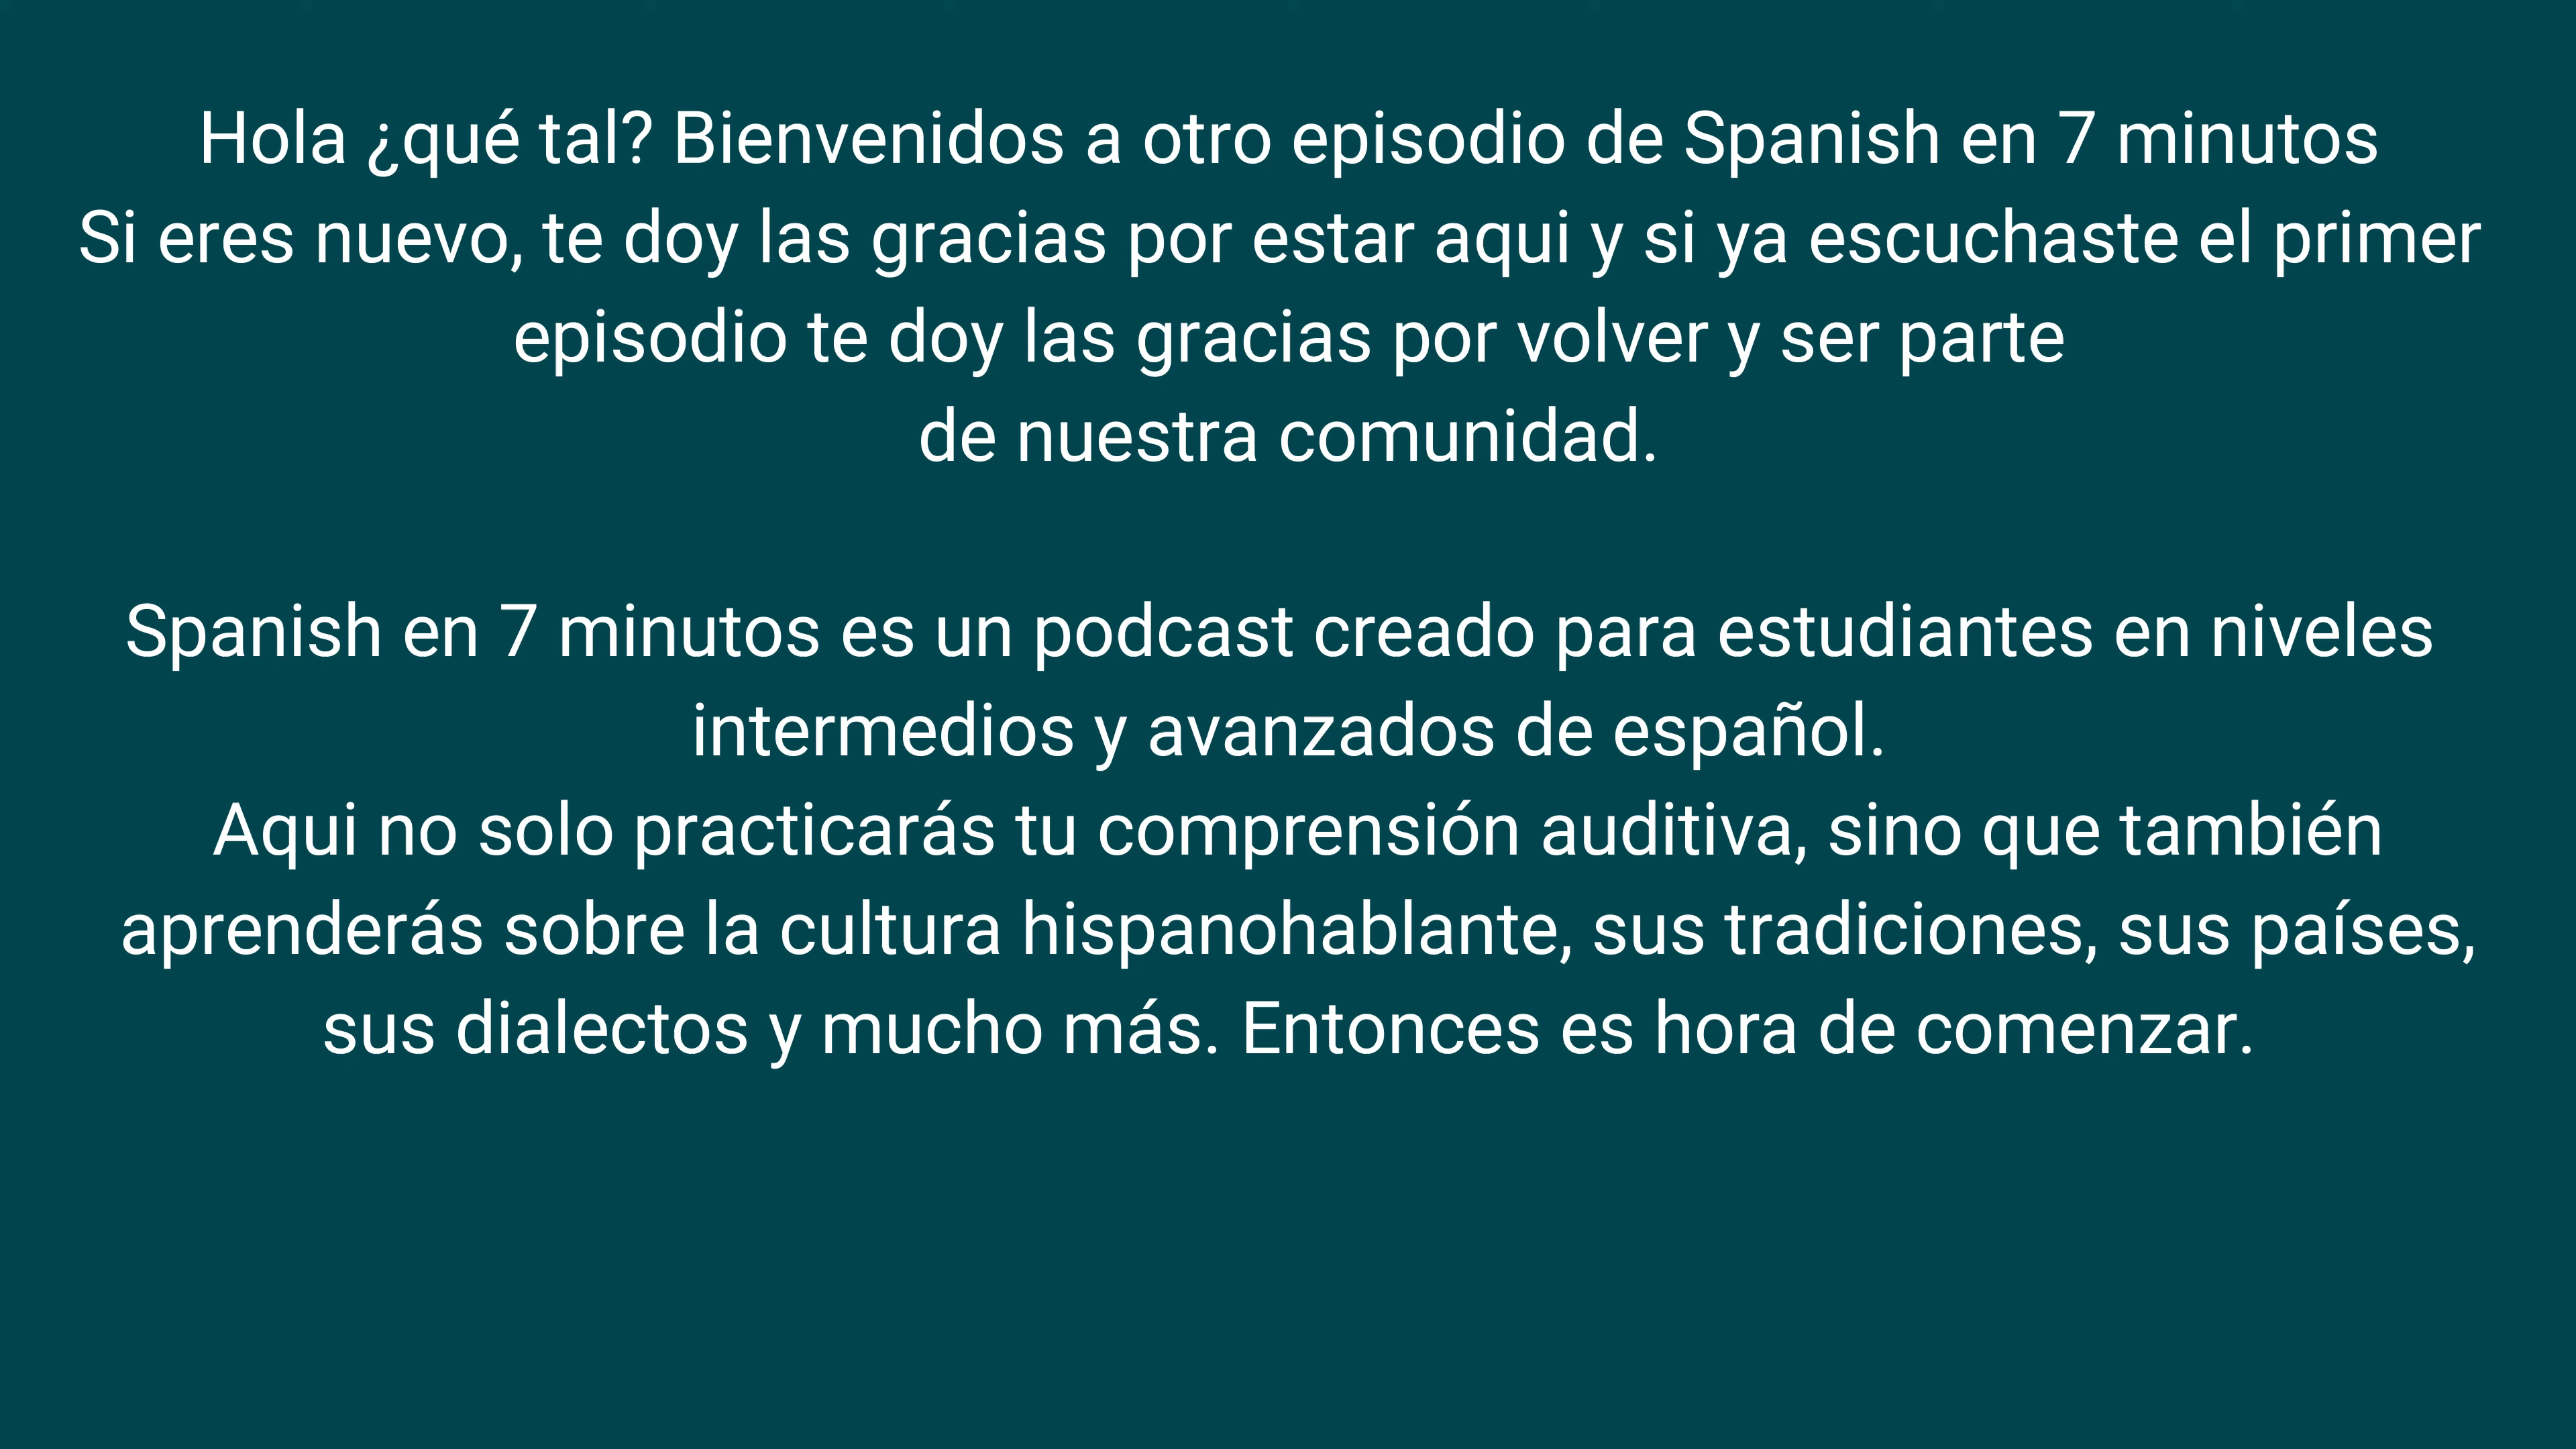 Hola ¿qué tal? Bienvenidos a otro episodio de Spanish en 7 minutos
Si eres nuevo, te doy las gracias por estar aqui y si ya escuchaste el primer
episodio te doy las gracias por volver y ser parte
de nuestra comunidad.
Spanish en 7 minutos es un podcast creado para estudiantes en niveles
intermedios y avanzados de español.
Aqui no solo practicarás tu comprensión auditiva, sino que también
aprenderás sobre la cultura hispanohablante, sus tradiciones, sus países,
sus dialectos y mucho más. Entonces es hora de comenzar.